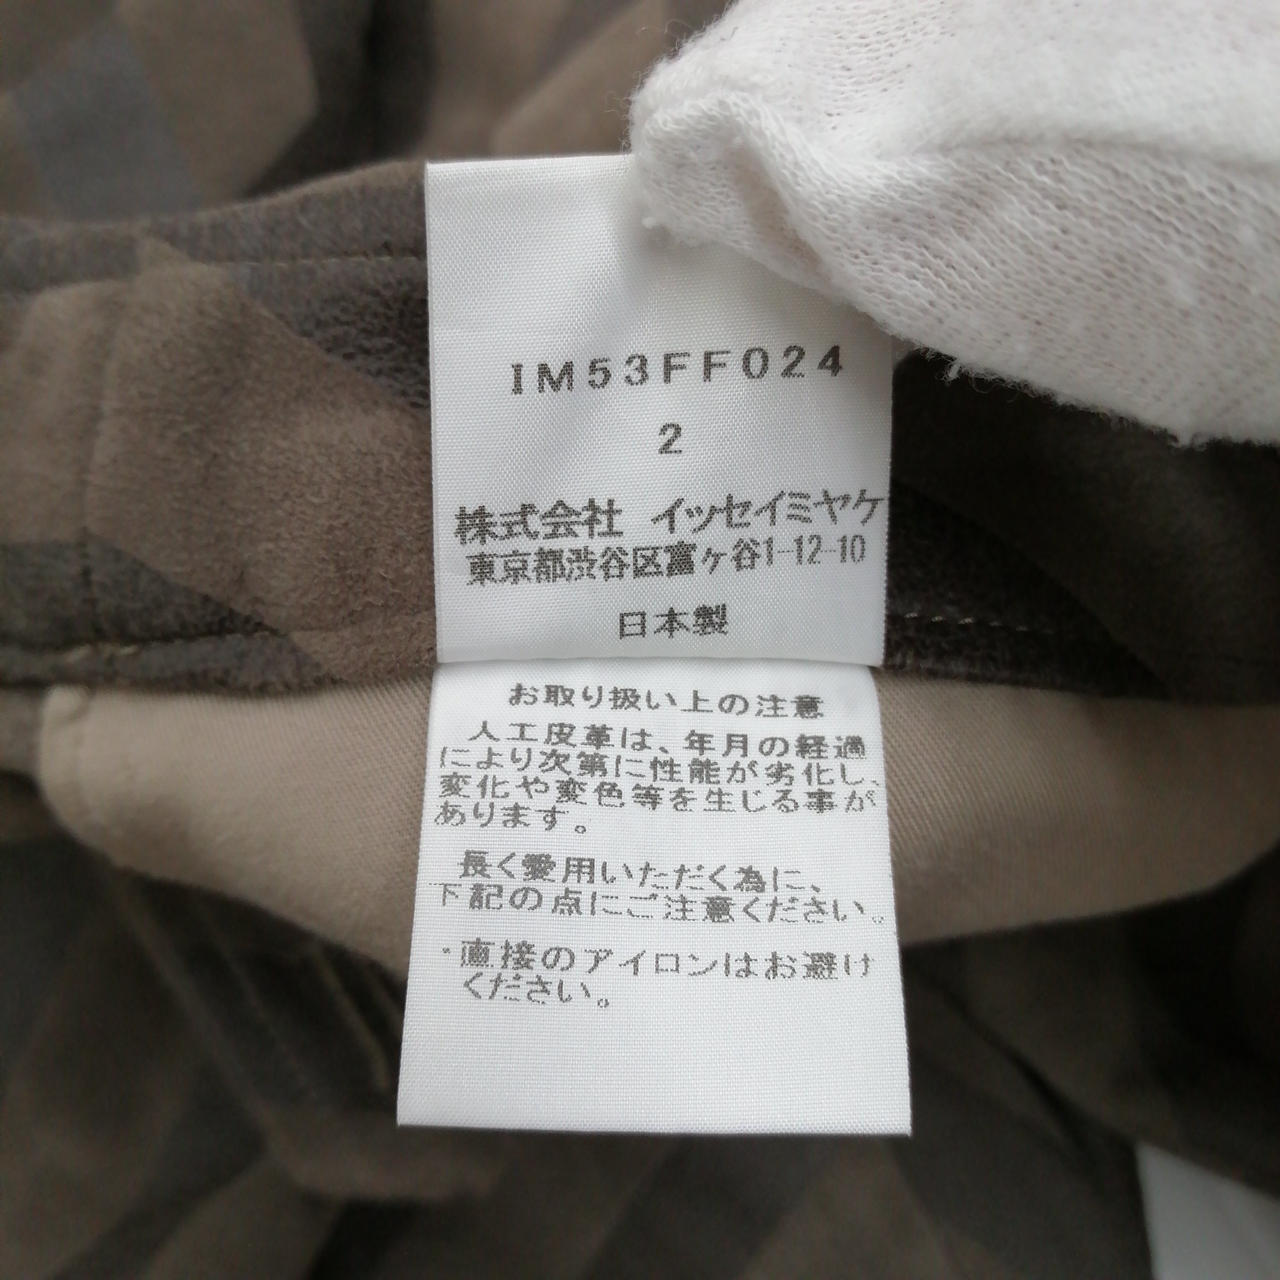 IM53FF024
2
株式会社 イッセイミヤケ
東京都渋谷区富ヶ谷1-12-10
日本製
お取り扱い上の注意
人工皮革は、年月の経過
により次第に性能が劣化し、
変化や変色等を生じる事が
あります。
長く愛用いただく為に、
下記の点にご注意ください。
・直接のアイロンはお避け
ください。